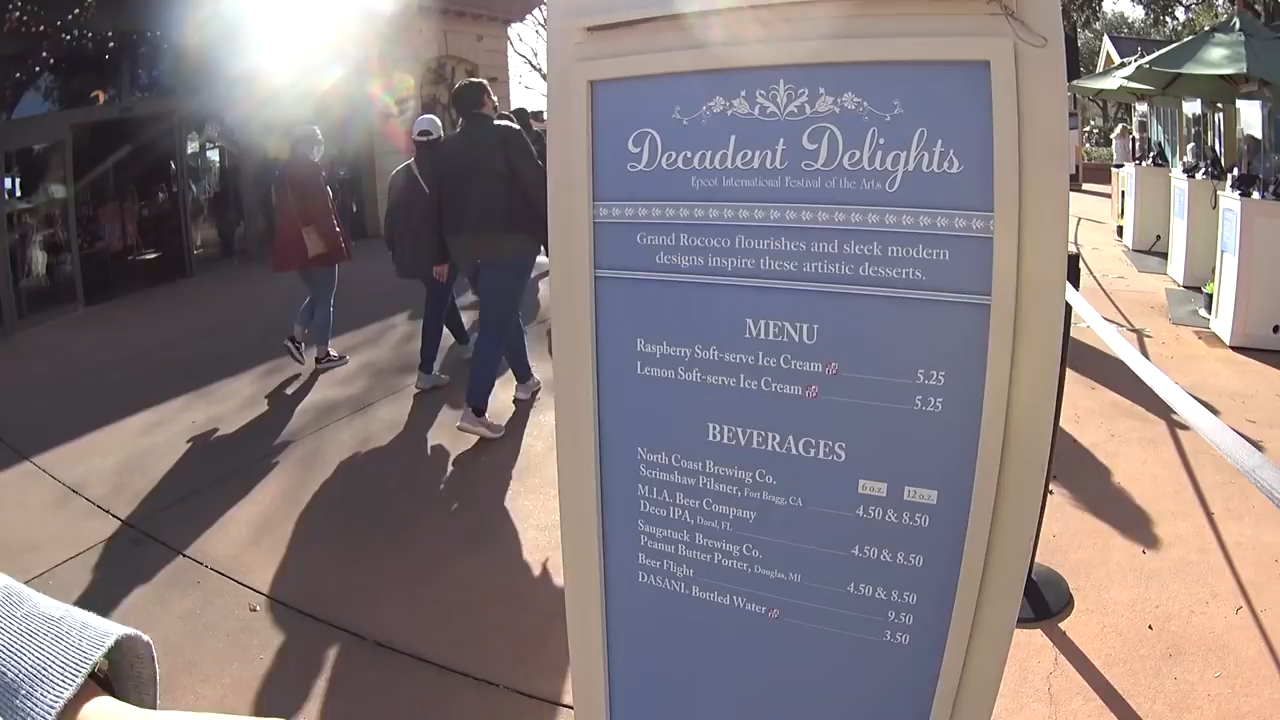 Decadent Delights
Epcot International Festival of the Arts
Grand Rococo flourishes and sleek modern
designs inspire these artistic desserts.
MENU
Raspberry Soft-serve Ice Cream 5.25
Lemon Soft-serve Ice Cream 5.25
BEVERAGES
6 o.z. 12 o.z.
North Coast Brewing Co.
Scrimshaw Pilsner, Fort Bragg, CA 4.50 & 8.50
M.I.A. Beer Company
Deco IPA, Doral, FL 4.50 & 8.50
Saugatuck Brewing Co.
Peanut Butter Porter, Douglas, MI 4.50 & 8.50
Beer Flight 9.50
DASANI® Bottled Water 3.50